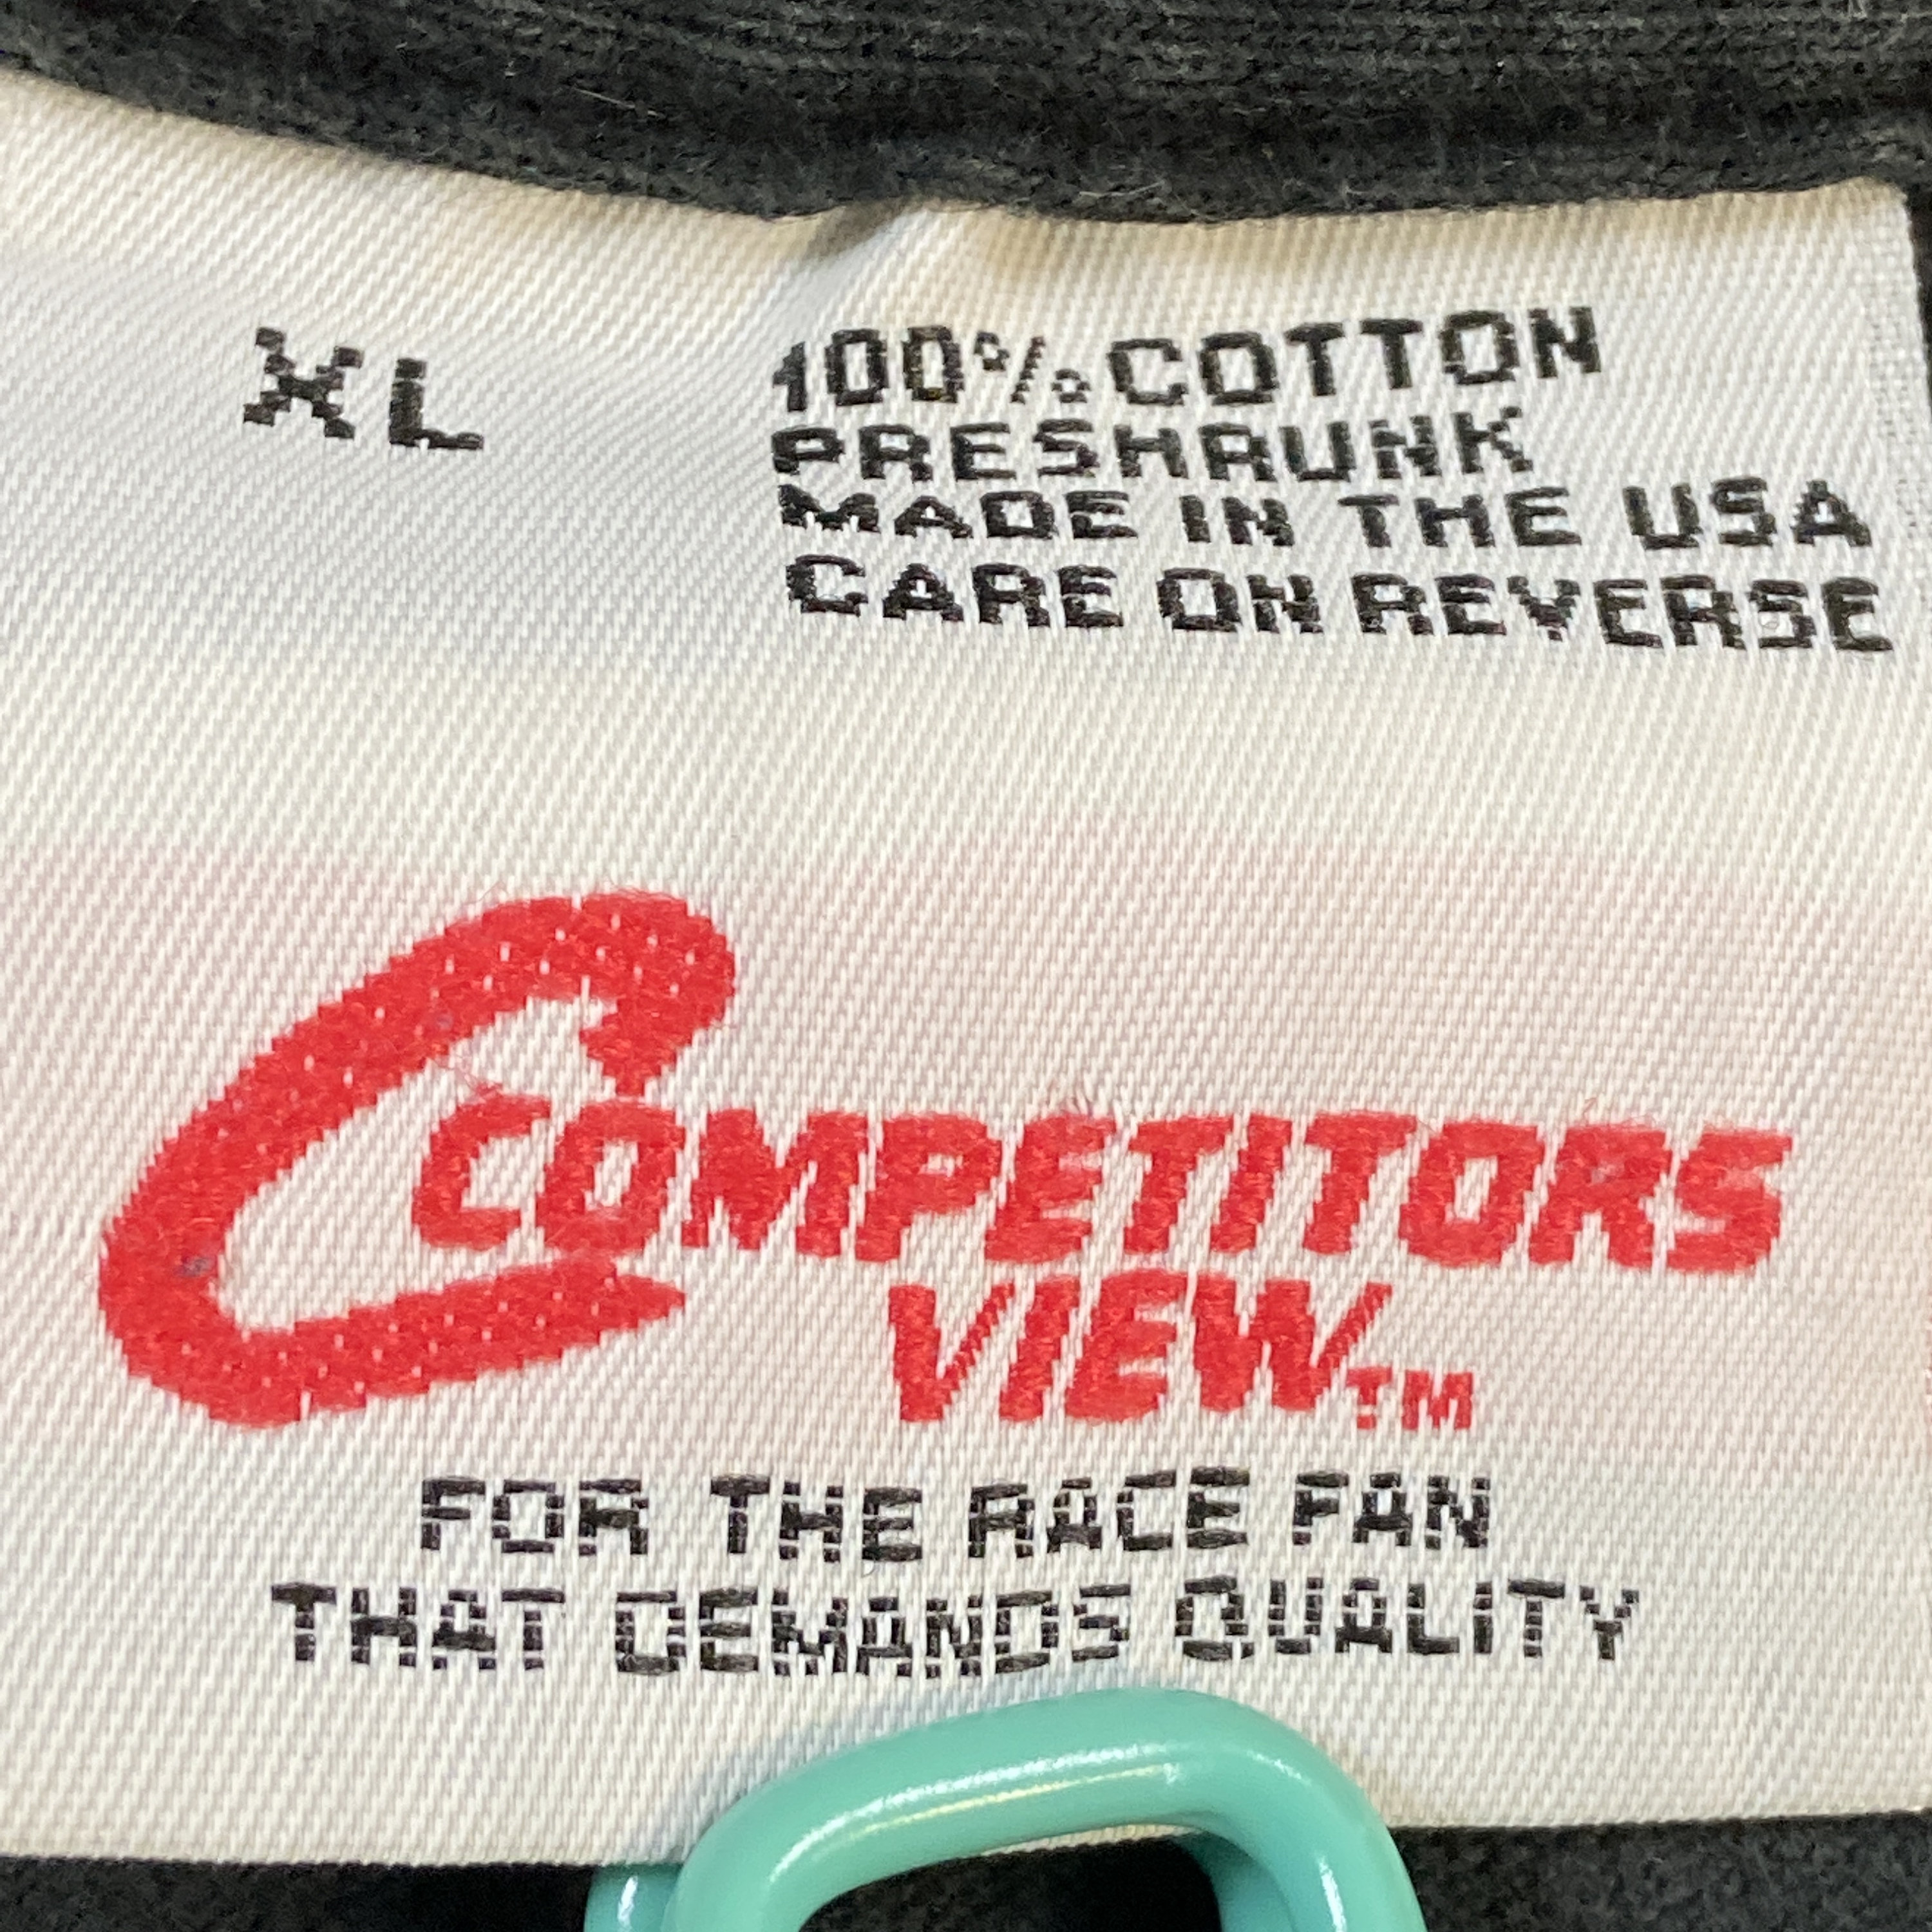 XL
100% COTTON
PRESHRUNK
MADE IN THE USA
CARE ON REVERSE
COMPETITORS
VIEW™
FOR THE RACE FAN
THAT DEMANDS QUALITY